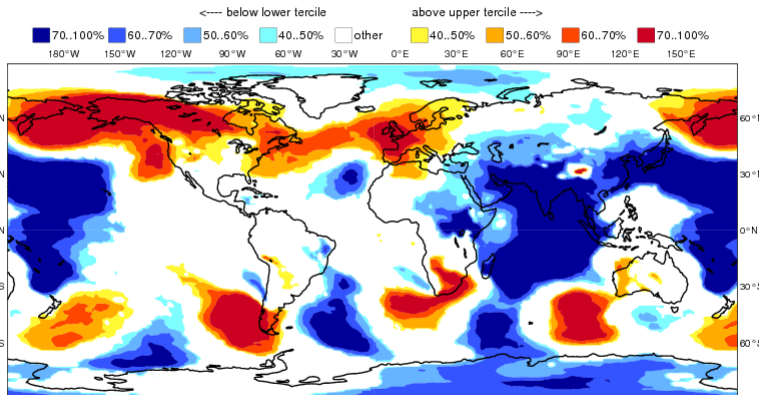 <---- below lower tercile above upper tercile ---->
70..100% 60..70% 50..60% 40..50% other 40..50% 50..60% 60..70% 70..100%
180°W 150°W 120°W 90°W 60°W 30°W 0°E 30°E 60°E 90°E 120°E 150°E
N 60°N
N 30°N
N 0°N
S 30°S
S 60°S